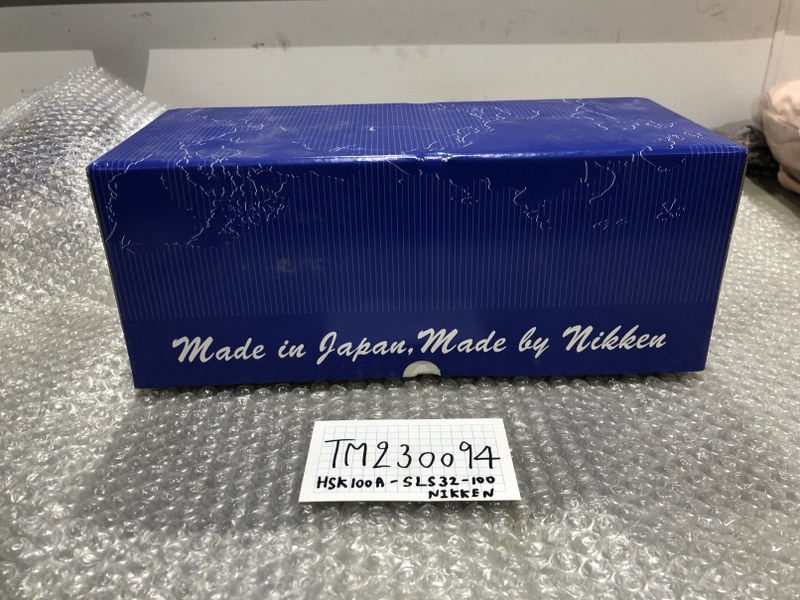 Made in Japan, Made by Nikken
TM230094
HSK100A-SLS32-100
NIKKEN